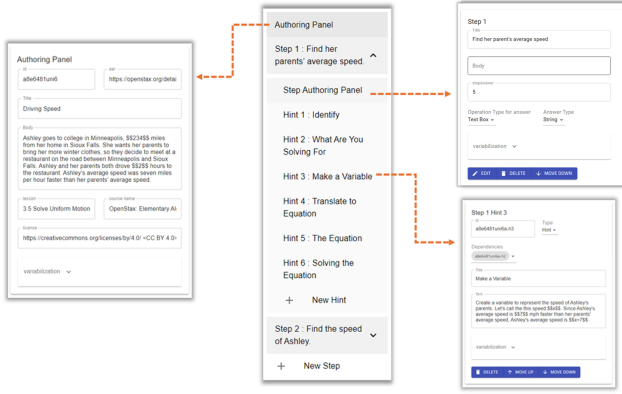 Authoring Panel
id
a8e6481uni6
oer
https://openstax.org/detai
Title
Driving Speed
Body
Ashley goes to college in Minneapolis, $$234$$ miles
from her home in Sioux Falls. She wants her parents to
bring her more winter clothes, so they decide to meet at a
restaurant on the road between Minneapolis and Sioux
Falls. Ashley and her parents both drove $$2$$ hours to
the restaurant. Ashley's average speed was seven miles
per hour faster than her parents' average speed.
lesson
3.5 Solve Uniform Motion
course name
OpenStax: Elementary Al
license
https://creativecommons.org/licenses/by/4.0/ <CC BY 4.0>
variabilization
Authoring Panel
Step 1 : Find her
parents' average speed.
Step Authoring Panel
Hint 1 : Identify
Hint 2 : What Are You
Solving For
Hint 3 : Make a Variable
Hint 4 : Translate to
Equation
Hint 5 : The Equation
Hint 6 : Solving the
Equation
+ New Hint
Step 2 : Find the speed
of Ashley.
+ New Step
Step 1
Title
Find her parent's average speed
Body
5
Operation Type for answer
Text Box
Answer Type
String
variabilization
EDIT
DELETE
MOVE DOWN
Step 1 Hint 3
id
a8e6481uni6a-h3
Type
Hint
Dependencies
a8e6481uni6a-h2
Title
Make a Variable
Create a variable to represent the speed of Ashley's
parents. Let's call the this speed $$x$$. Since Ashley's
average speed is $$7$$ mph faster than her parents'
average speed, Ashley's average speed is $$x+7$$.
variabilization
DELETE
MOVE UP
MOVE DOWN